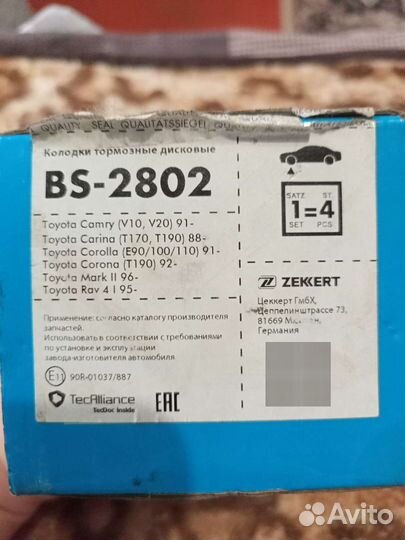 QUALITY SEAL QUALITÄTSSIEGEL QUALITY
Колодки тормозные дисковые
BS-2802
Toyota Camry (V10, V20) 91-
Toyota Carina (T170, T190) 88-
Toyota Corolla (E90/100/110) 91-
Toyota Corona (T190) 92-
Toyota Mark II 96-
Toyota Rav 4 I 95-
Применение: согласно каталогу производителя
запчастей.
Использовать в соответствии с требованиями
по установке и эксплуатации
завода-изготовителя автомобиля
E11 90R-01037/887
TecAlliance
TecDoc Inside
EAC
SATZ ST.
1=4
SET PCS
ZEKKERT
Цеккерт ГмбХ,
Цеппелинштрассе 73,
81669 Мюнхен,
Германия
Avito